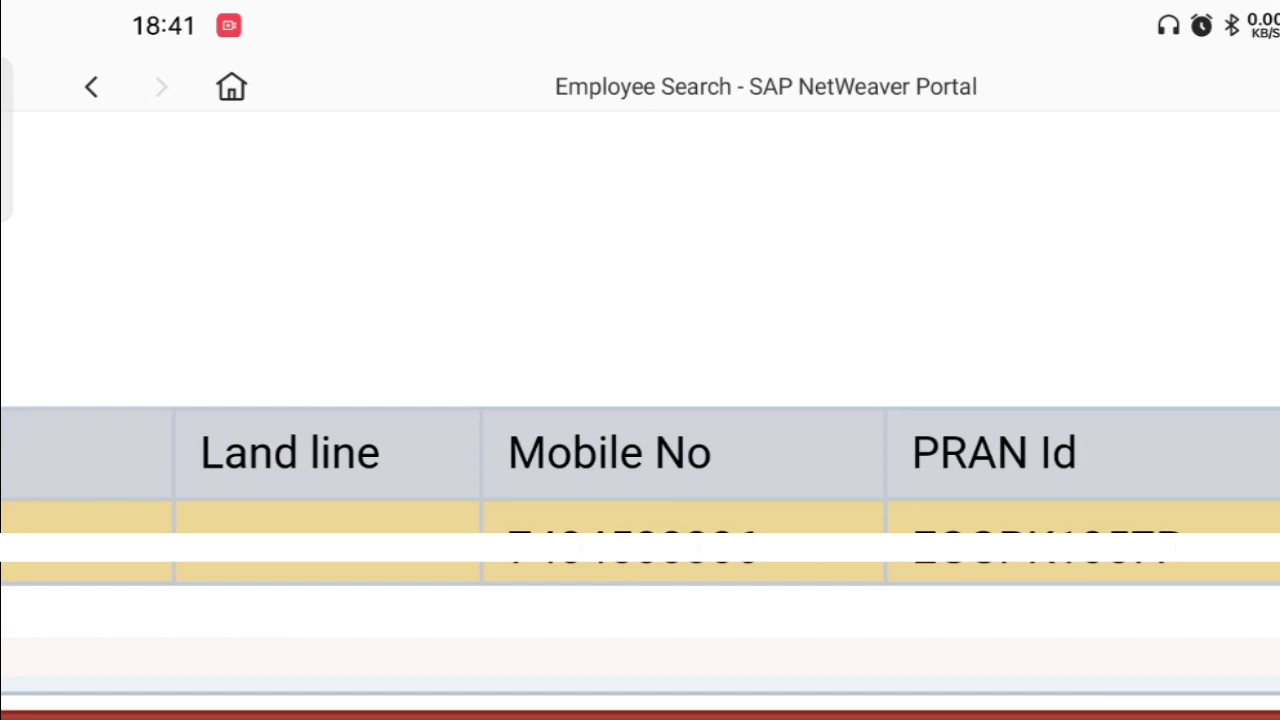 18:41
0.00
KB/S
Employee Search - SAP NetWeaver Portal
Land line
Mobile No
PRAN Id